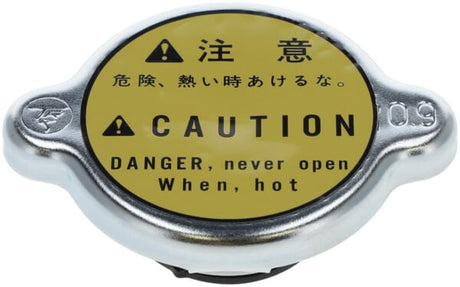 注 意
危険、熱い時あけるな。
CAUTION
DANGER, never open
When, hot
0.9